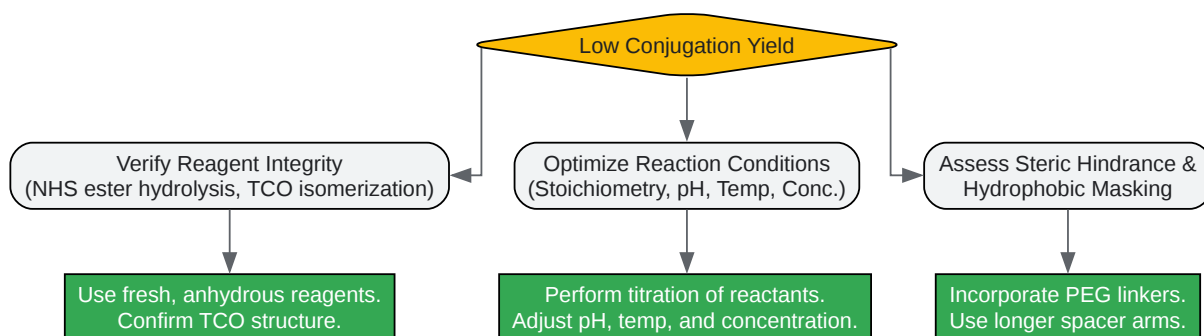 Low Conjugation Yield
Verify Reagent Integrity
(NHS ester hydrolysis, TCO isomerization)
Optimize Reaction Conditions
(Stoichiometry, pH, Temp, Conc.)
Assess Steric Hindrance &
Hydrophobic Masking
Use fresh, anhydrous reagents.
Confirm TCO structure.
Perform titration of reactants.
Adjust pH, temp, and concentration.
Incorporate PEG linkers.
Use longer spacer arms.